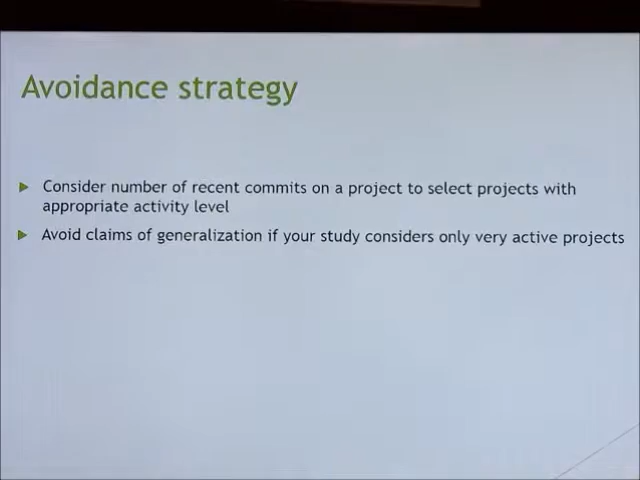 Avoidance strategy
Consider number of recent commits on a project to select projects with
appropriate activity level
Avoid claims of generalization if your study considers only very active projects